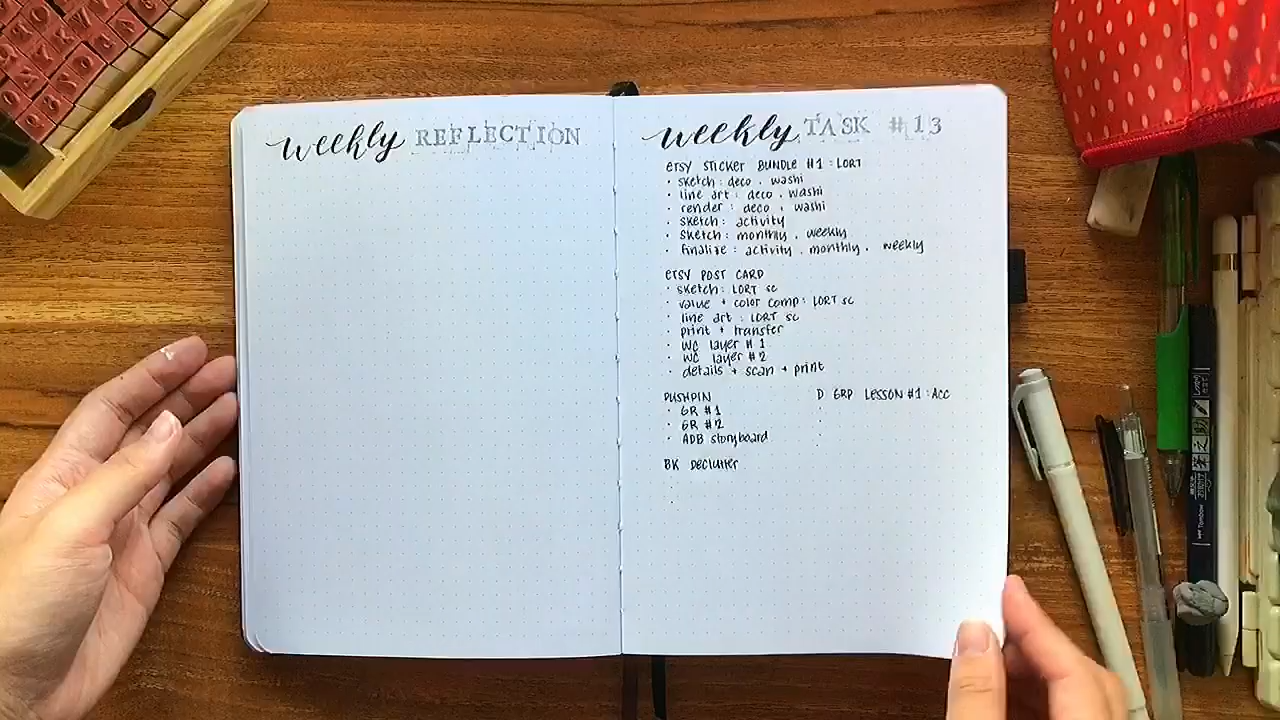 weekly REFLECTION
weekly TASK #13
ETSY STICKER BUNDLE #1 : LORT
· sketch : deco . washi
· line art : deco . washi
· render : deco . washi
· sketch : activity
· sketch : monthly . weekly
· finalize : activity . monthly . weekly
ETSY POST CARD
· sketch : LORT SC
· value + color comp : LORT SC
· line art : LORT SC
· print + transfer
· WC layer #1
· WC layer #2
· details + scan + print
PUSHPIN
· GR #1
· GR #2
· ADB storyboard
D GRP LESSON #1 : ACC
BK Declutter
Tombow